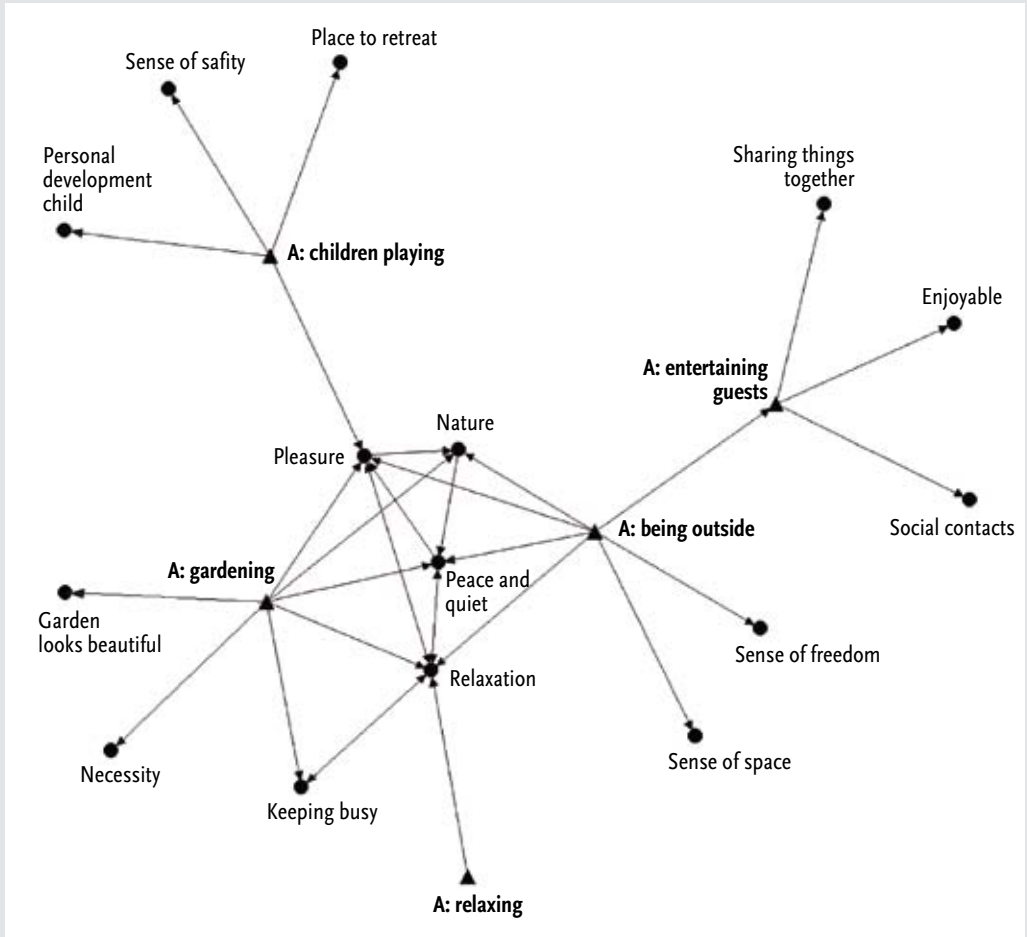 Place to retreat
Sense of safity
Personal
development
child
Sharing things
together
A: children playing
Enjoyable
A: entertaining
guests
Nature
Pleasure
Social contacts
A: being outside
A: gardening
Peace and
quiet
Garden
looks beautiful
Sense of freedom
Relaxation
Sense of space
Necessity
Keeping busy
A: relaxing